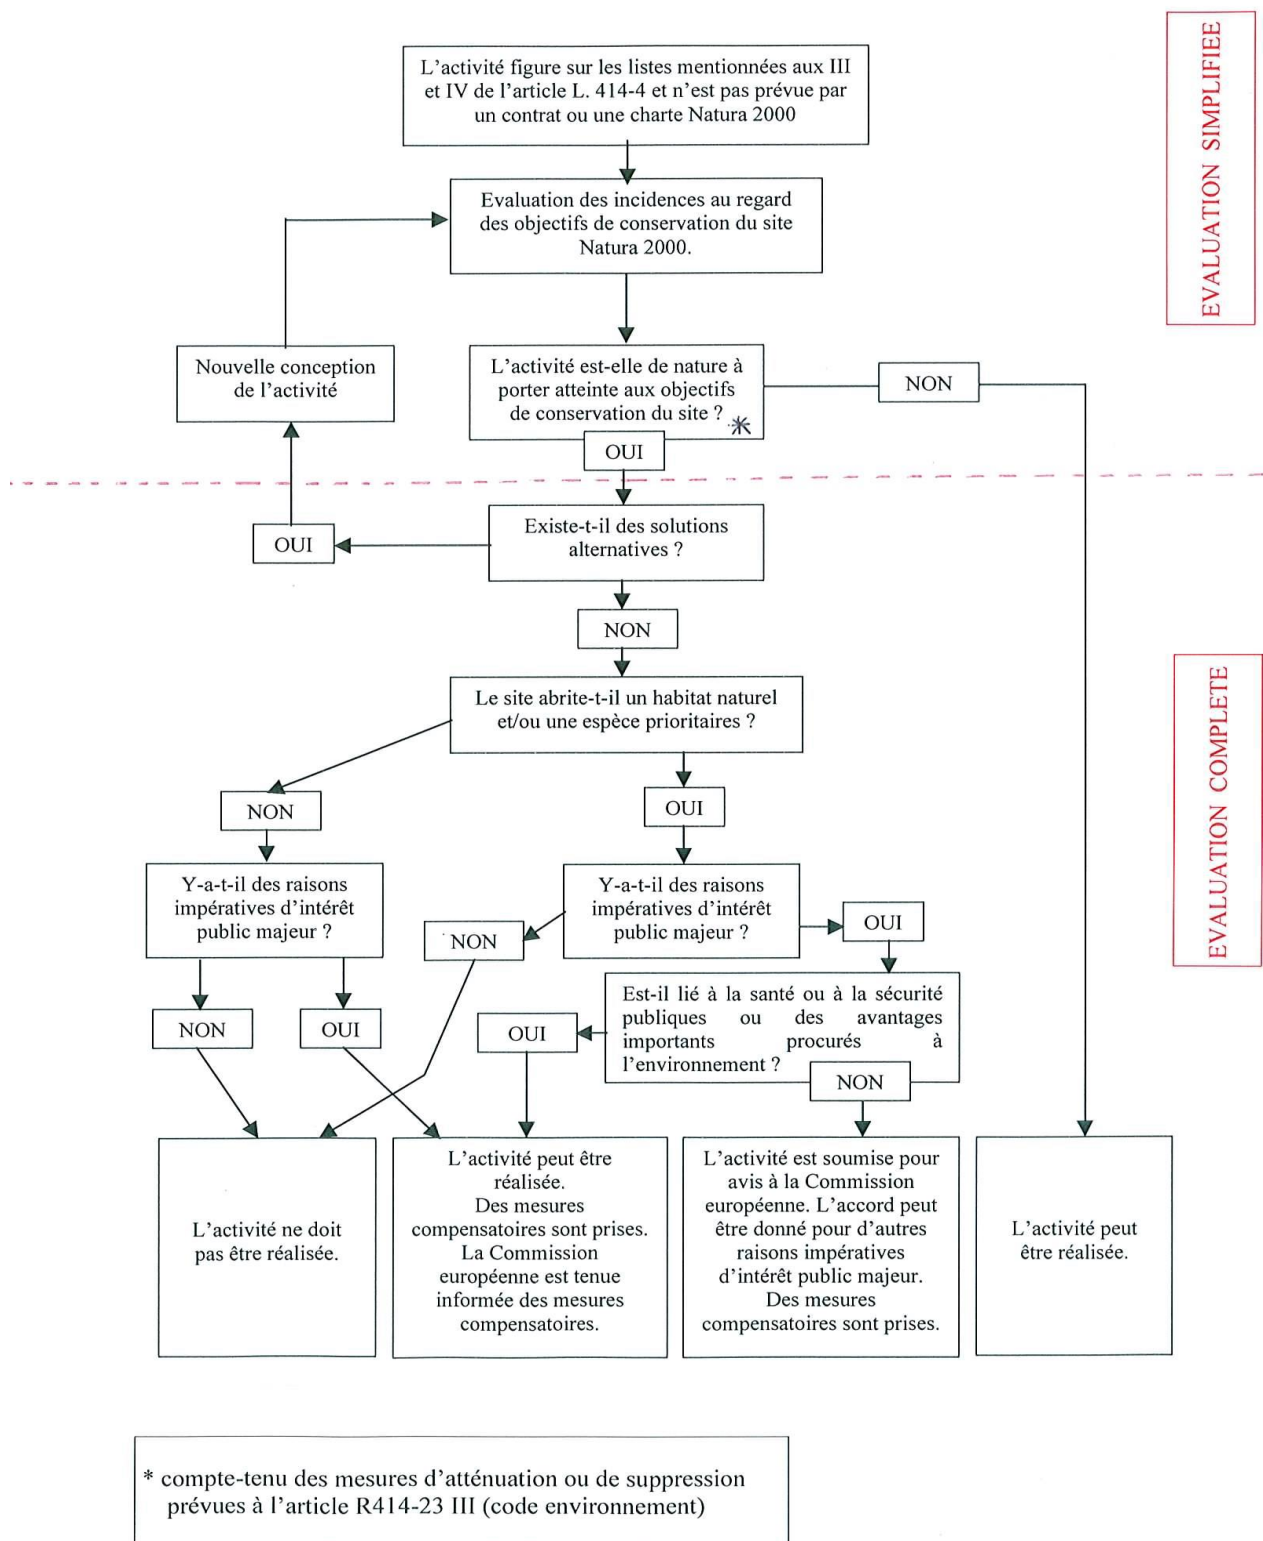 EVALUATION SIMPLIFIEE
L'activité figure sur les listes mentionnées aux III
et IV de l'article L. 414-4 et n'est pas prévue par
un contrat ou une charte Natura 2000
Evaluation des incidences au regard
des objectifs de conservation du site
Natura 2000.
Nouvelle conception
de l'activité
L'activité est-elle de nature à
porter atteinte aux objectifs
de conservation du site ? *
NON
OUI
Existe-t-il des solutions
alternatives ?
OUI
NON
Le site abrite-t-il un habitat naturel
et/ou une espèce prioritaires ?
EVALUATION COMPLETE
NON
OUI
Y-a-t-il des raisons
impératives d'intérêt
public majeur ?
Y-a-t-il des raisons
impératives d'intérêt
public majeur ?
NON
OUI
NON
OUI
OUI
Est-il lié à la santé ou à la sécurité
publiques ou des avantages
importants procurés à
l'environnement ?
NON
L'activité ne doit
pas être réalisée.
L'activité peut être
réalisée.
Des mesures
compensatoires sont prises.
La Commission
européenne est tenue
informée des mesures
compensatoires.
L'activité est soumise pour
avis à la Commission
européenne. L'accord peut
être donné pour d'autres
raisons impératives
d'intérêt public majeur.
Des mesures
compensatoires sont prises.
L'activité peut
être réalisée.
* compte-tenu des mesures d'atténuation ou de suppression
prévues à l'article R414-23 III (code environnement)